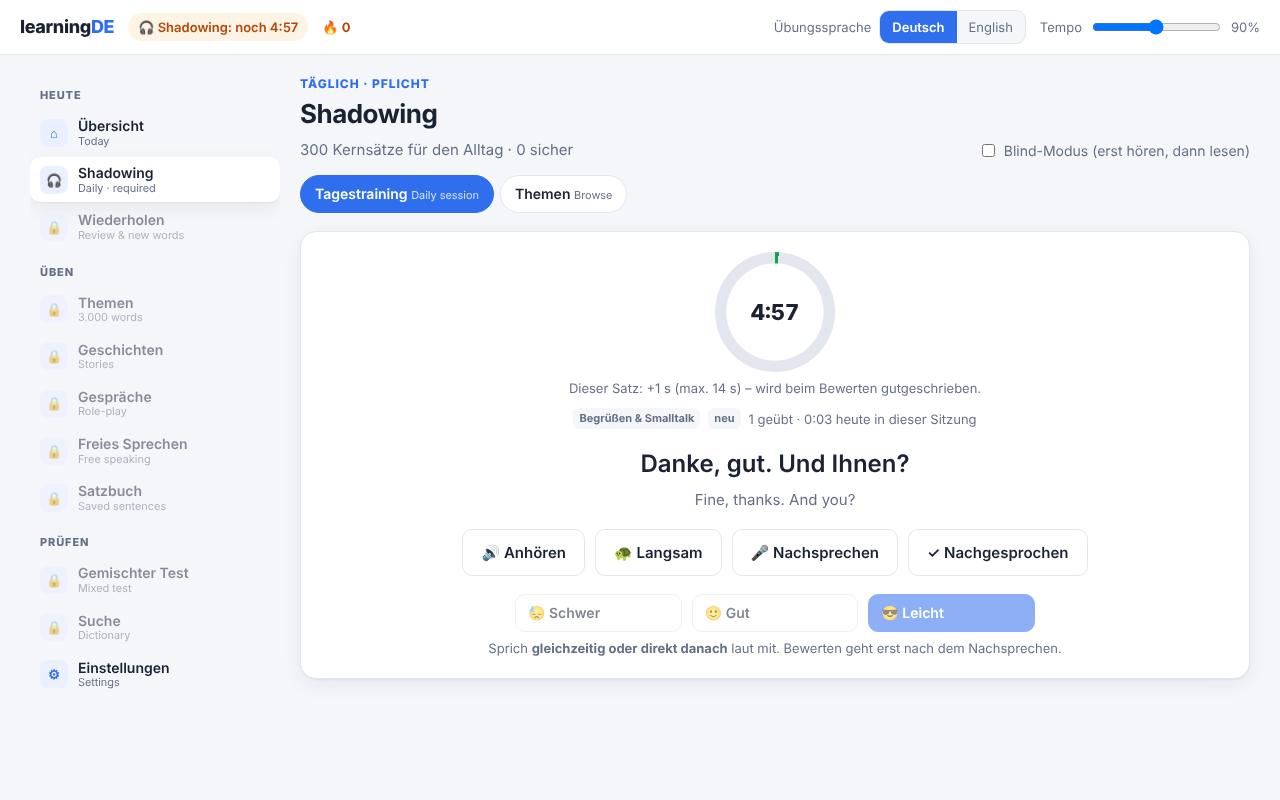 learningDE
🎧 Shadowing: noch 4:57
🔥 0
Übungssprache
Deutsch
English
Tempo
90%
HEUTE
Übersicht
Today
Shadowing
Daily · required
Wiederholen
Review & new words
ÜBEN
Themen
3.000 words
Geschichten
Stories
Gespräche
Role-play
Freies Sprechen
Free speaking
Satzbuch
Saved sentences
PRÜFEN
Gemischter Test
Mixed test
Suche
Dictionary
Einstellungen
Settings
TÄGLICH · PFLICHT
Shadowing
300 Kernsätze für den Alltag · 0 sicher
Blind-Modus (erst hören, dann lesen)
Tagestraining Daily session
Themen Browse
4:57
Dieser Satz: +1 s (max. 14 s) – wird beim Bewerten gutgeschrieben.
Begrüßen & Smalltalk neu 1 geübt · 0:03 heute in dieser Sitzung
Danke, gut. Und Ihnen?
Fine, thanks. And you?
🔊 Anhören
🐢 Langsam
🎤 Nachsprechen
✓ Nachgesprochen
😓 Schwer
🙂 Gut
😎 Leicht
Sprich gleichzeitig oder direkt danach laut mit. Bewerten geht erst nach dem Nachsprechen.